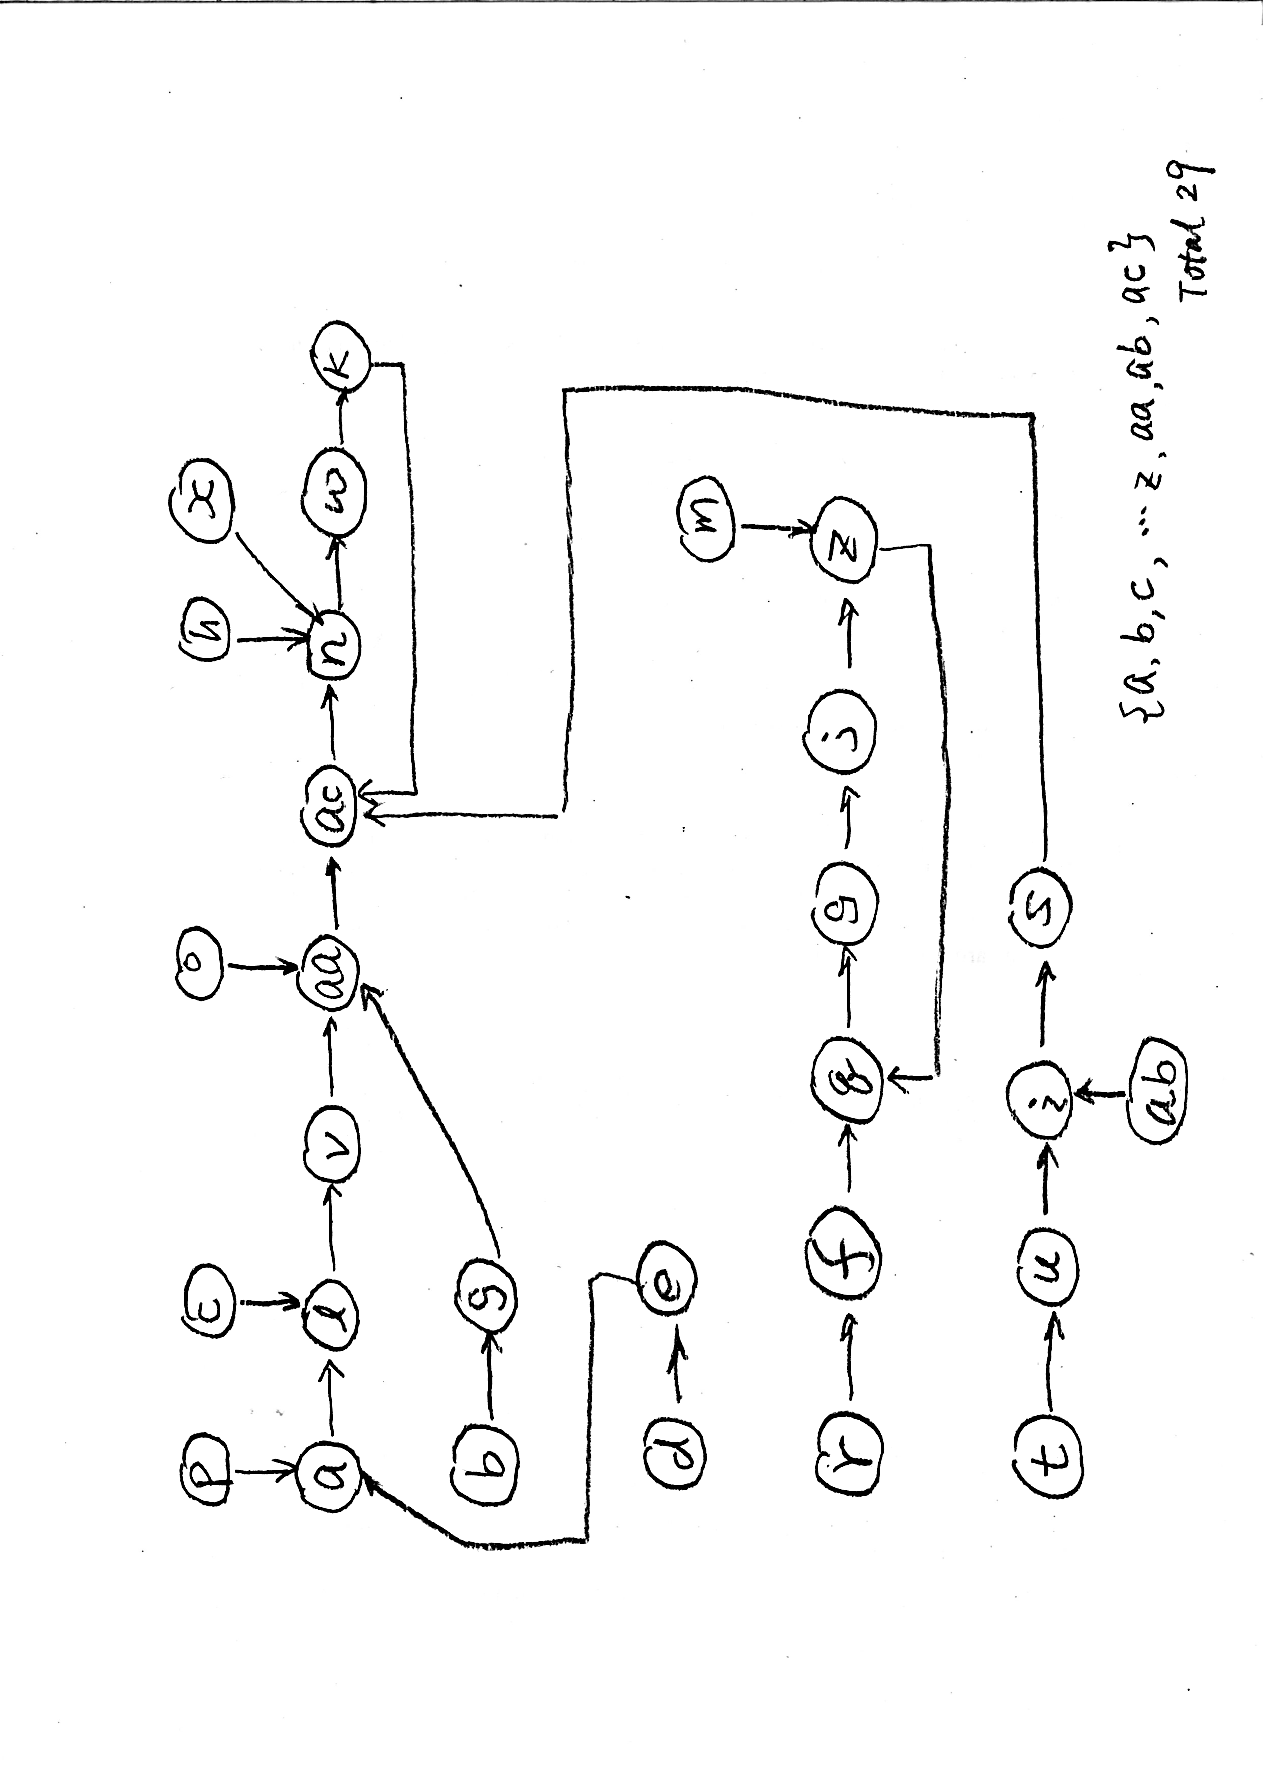 p c o h x
a l v aa ac n w k
b g
d e m
r f q g j z
t u i s
ab
{a, b, c, ... z, aa, ab, ac}
Total 29